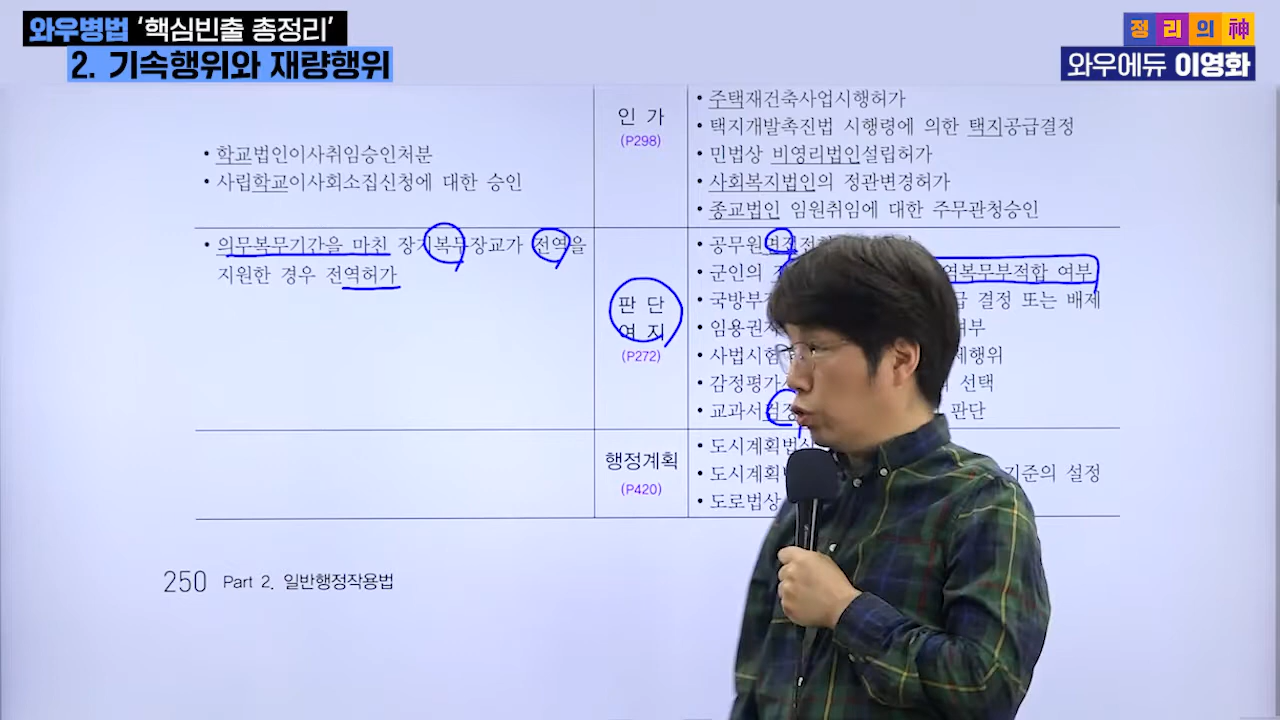 와우병법 '핵심빈출 총정리'
2. 기속행위와 재량행위
정리의神
와우에듀 이영화
• 학교법인이사취임승인처분
• 사립학교이사회소집신청에 대한 승인
인 가
(P298)
• 주택재건축사업시행허가
• 택지개발촉진법 시행령에 의한 택지공급결정
• 민법상 비영리법인설립허가
• 사회복지법인의 정관변경허가
• 종교법인 임원취임에 대한 주무관청승인
• 의무복무기간을 마친 장기복무장교가 전역을
지원한 경우 전역허가
판 단
여 지
(P272)
• 공무원면접전
• 군인의 역복무부적합 여부
• 국방부 결정 또는 배제
• 임용권자 여부
• 사법시험 행위
• 감정평가 선택
• 교과서검정 판단
행정계획
(P420)
• 도시계획법상
• 도시계획 기준의 설정
• 도로법상
250 Part 2. 일반행정작용법